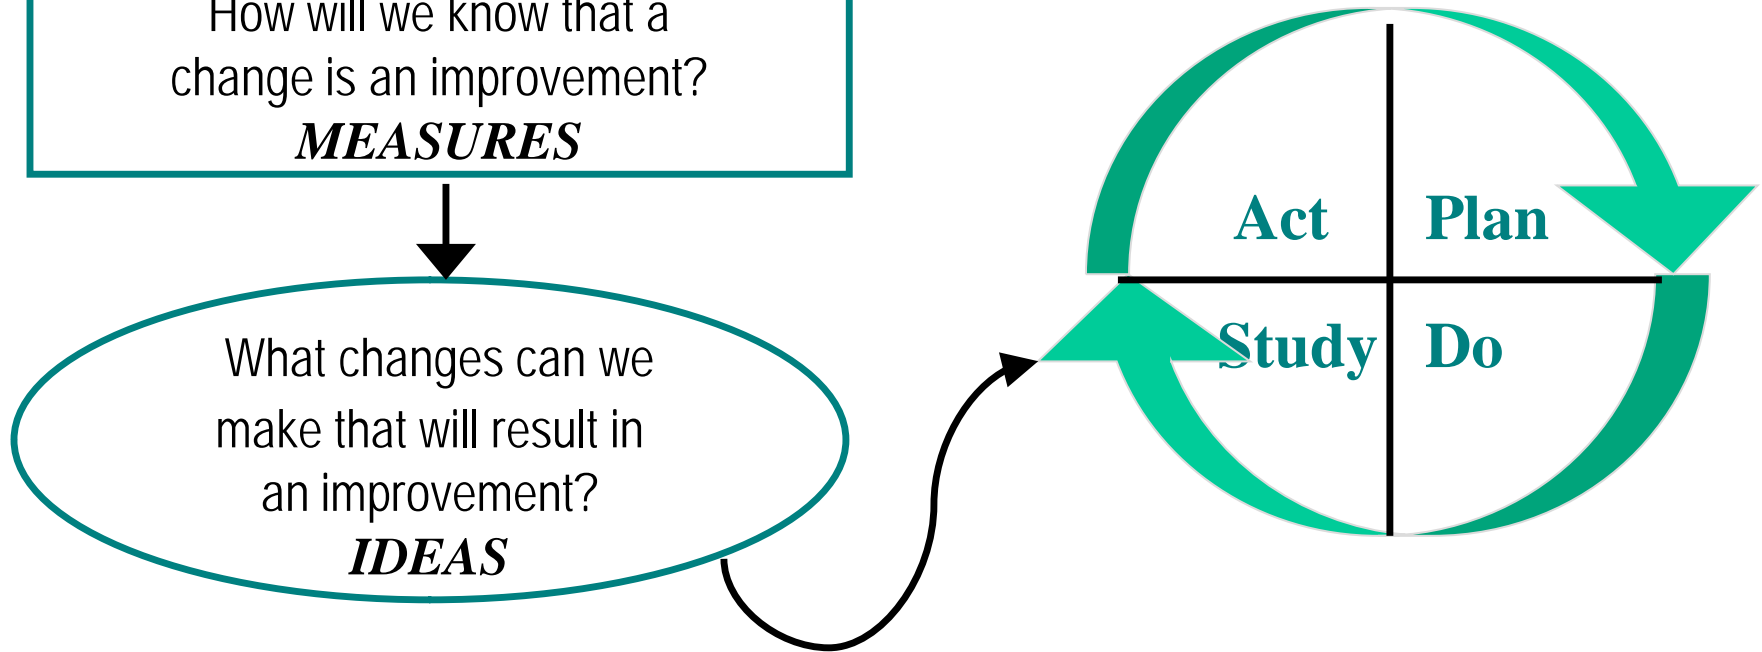 How will we know that a
change is an improvement?
MEASURES
What changes can we
make that will result in
an improvement?
IDEAS
Act Plan
Study Do